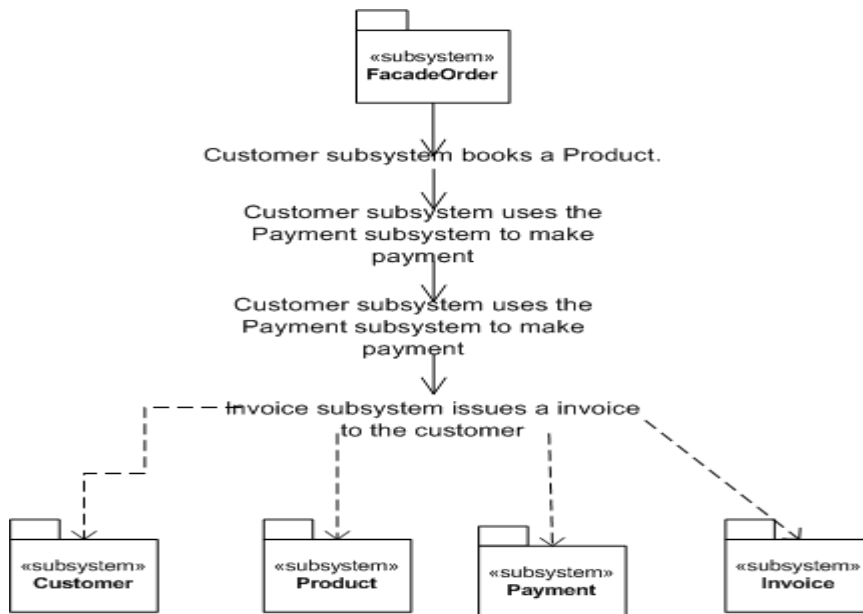 «subsystem»
FacadeOrder
Customer subsystem books a Product.
Customer subsystem uses the
Payment subsystem to make
payment
Customer subsystem uses the
Payment subsystem to make
payment
Invoice subsystem issues a invoice
to the customer
«subsystem»
Customer
«subsystem»
Product
«subsystem»
Payment
«subsystem»
Invoice